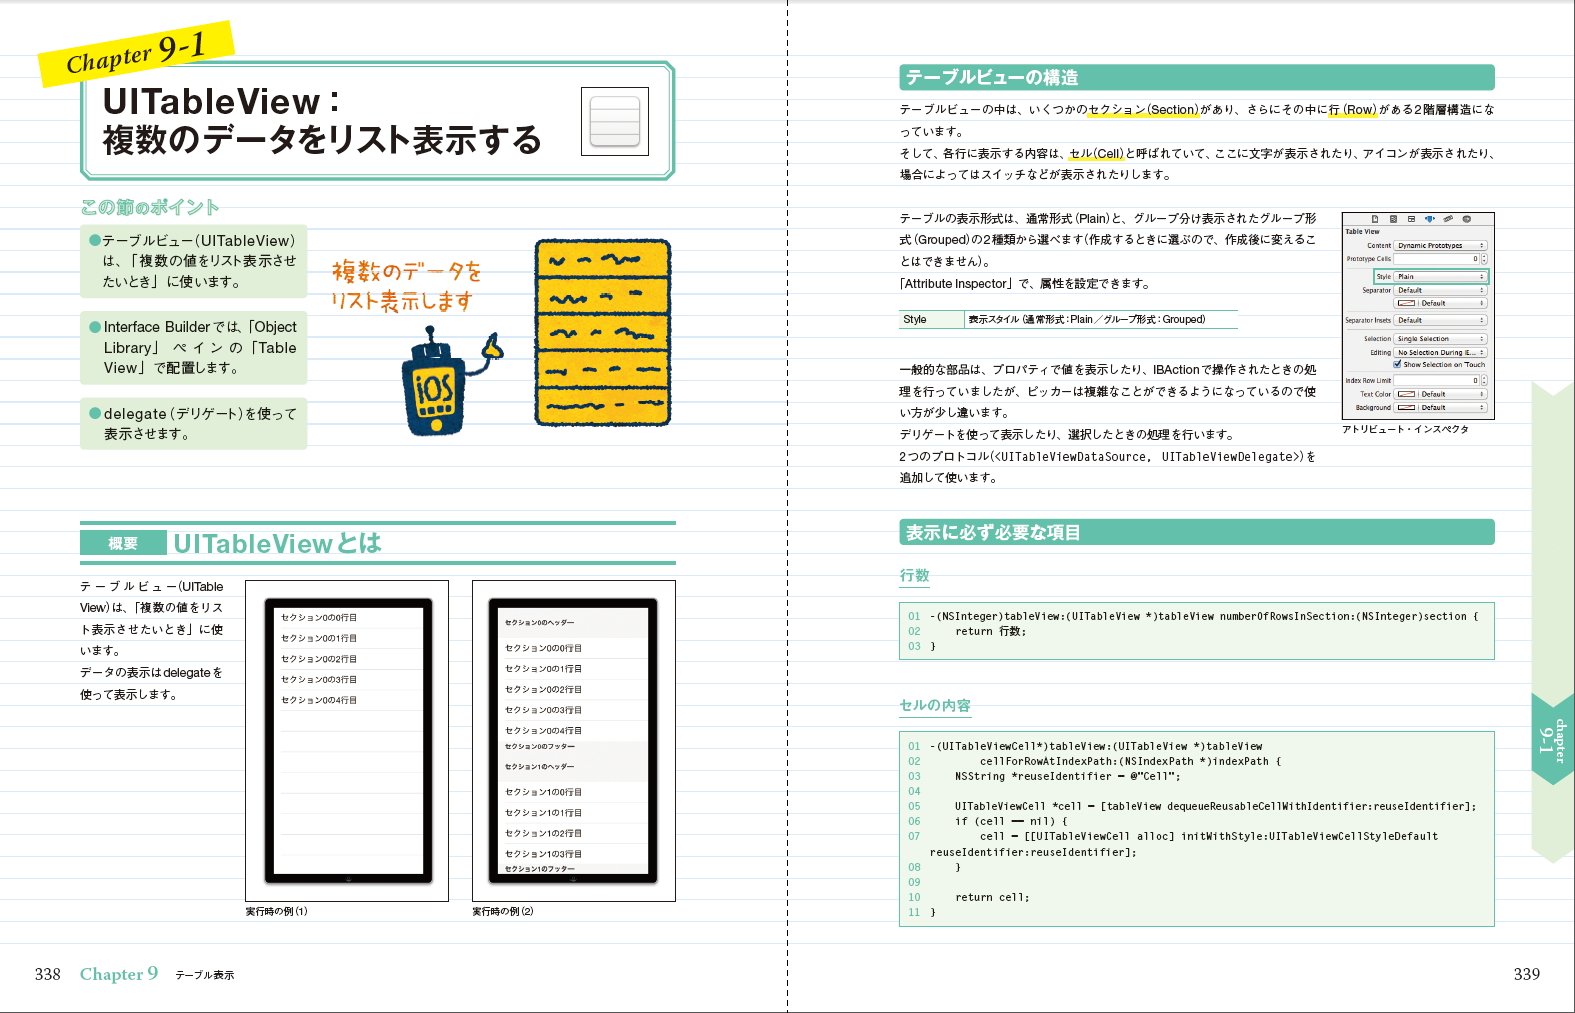 Chapter 9-1
UITableView：
複数のデータをリスト表示する
この節のポイント
●テーブルビュー（UITableView）
は、「複数の値をリスト表示させ
たいとき」に使います。
●Interface Builderでは、「Object
Library」ペインの「Table
View」で配置します。
●delegate（デリゲート）を使って
表示させます。
複数のデータを
リスト表示します
iOS
概要 UITableViewとは
テーブルビュー（UITable
View）は、「複数の値をリス
ト表示させたいとき」に使
います。
データの表示はdelegateを
使って表示します。
セクション0の0行目
セクション0の1行目
セクション0の2行目
セクション0の3行目
セクション0の4行目
実行時の例（1）
セクション0のヘッダー
セクション0の0行目
セクション0の1行目
セクション0の2行目
セクション0の3行目
セクション0の4行目
セクション0のフッター
セクション1のヘッダー
セクション1の0行目
セクション1の1行目
セクション1の2行目
セクション1の3行目
セクション1のフッター
実行時の例（2）
338 Chapter 9 テーブル表示
テーブルビューの構造
テーブルビューの中は、いくつかのセクション（Section）があり、さらにその中に行（Row）がある2階層構造にな
っています。
そして、各行に表示する内容は、セル（Cell）と呼ばれていて、ここに文字が表示されたり、アイコンが表示されたり、
場合によってはスイッチなどが表示されたりします。
テーブルの表示形式は、通常形式（Plain）と、グループ分け表示されたグループ形
式（Grouped）の2種類から選べます（作成するときに選ぶので、作成後に変えるこ
とはできません）。
「Attribute Inspector」で、属性を設定できます。
Style 表示スタイル（通常形式：Plain／グループ形式：Grouped）
一般的な部品は、プロパティで値を表示したり、IBActionで操作されたときの処
理を行っていましたが、ピッカーは複雑なことができるようになっているので使
い方が少し違います。
デリゲートを使って表示したり、選択したときの処理を行います。
2つのプロトコル（<UITableViewDataSource, UITableViewDelegate>）を
追加して使います。
Table View
Content Dynamic Prototypes
Prototype Cells 0
Style Plain
Separator Default
Default
Separator Insets Default
Selection Single Selection
Editing No Selection During E...
Show Selection on Touch
Index Row Limit 0
Text Color Default
Background Default
アトリビュート・インスペクタ
表示に必ず必要な項目
行数
01 -(NSInteger)tableView:(UITableView *)tableView numberOfRowsInSection:(NSInteger)section {
02 return 行数;
03 }
セルの内容
01 -(UITableViewCell*)tableView:(UITableView *)tableView
02 cellForRowAtIndexPath:(NSIndexPath *)indexPath {
03 NSString *reuseIdentifier = @"Cell";
04
05 UITableViewCell *cell = [tableView dequeueReusableCellWithIdentifier:reuseIdentifier];
06 if (cell == nil) {
07 cell = [[UITableViewCell alloc] initWithStyle:UITableViewCellStyleDefault
reuseIdentifier:reuseIdentifier];
08 }
09
10 return cell;
11 }
chapter
9-1
339